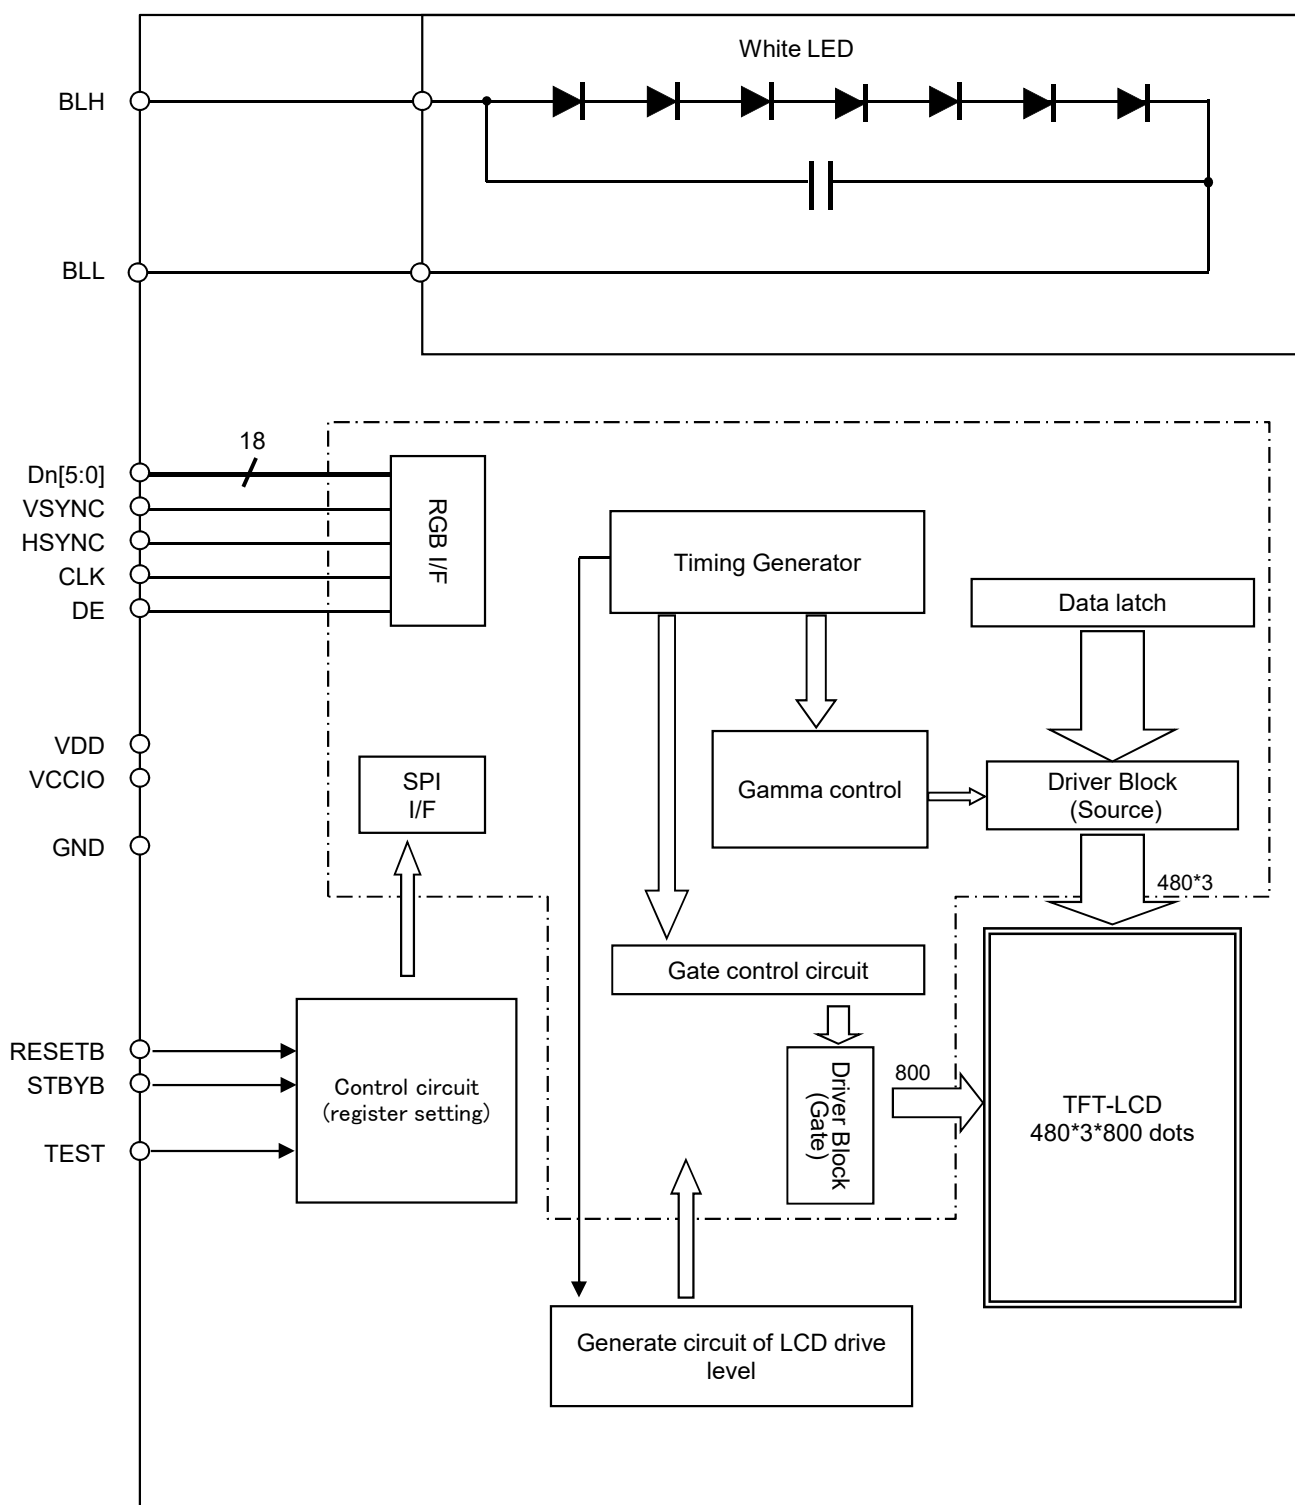 White LED
BLH
BLL
18
Dn[5:0]
VSYNC
HSYNC
CLK
DE
RGB I/F
Timing Generator
Data latch
VDD
VCCIO
GND
SPI
I/F
Gamma control
Driver Block
(Source)
480*3
Gate control circuit
RESETB
STBYB
TEST
Control circuit
(register setting)
Driver Block
(Gate)
800
TFT-LCD
480*3*800 dots
Generate circuit of LCD drive
level